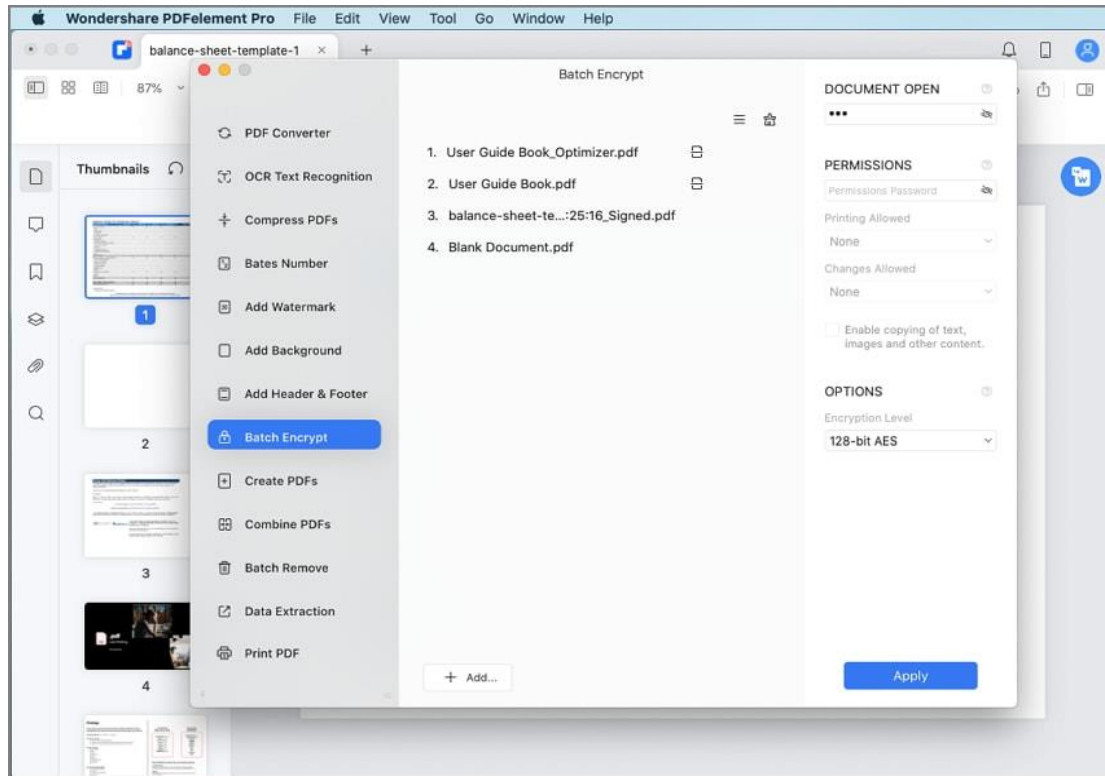 Wondershare PDFelement Pro File Edit View Tool Go Window Help
balance-sheet-template-1
87%
Thumbnails
1
2
3
4
Batch Encrypt
PDF Converter
OCR Text Recognition
Compress PDFs
Bates Number
Add Watermark
Add Background
Add Header & Footer
Batch Encrypt
Create PDFs
Combine PDFs
Batch Remove
Data Extraction
Print PDF
1. User Guide Book_Optimizer.pdf
2. User Guide Book.pdf
3. balance-sheet-te...:25:16_Signed.pdf
4. Blank Document.pdf
+ Add...
DOCUMENT OPEN
•••
PERMISSIONS
Permissions Password
Printing Allowed
None
Changes Allowed
None
Enable copying of text,
images and other content.
OPTIONS
Encryption Level
128-bit AES
Apply